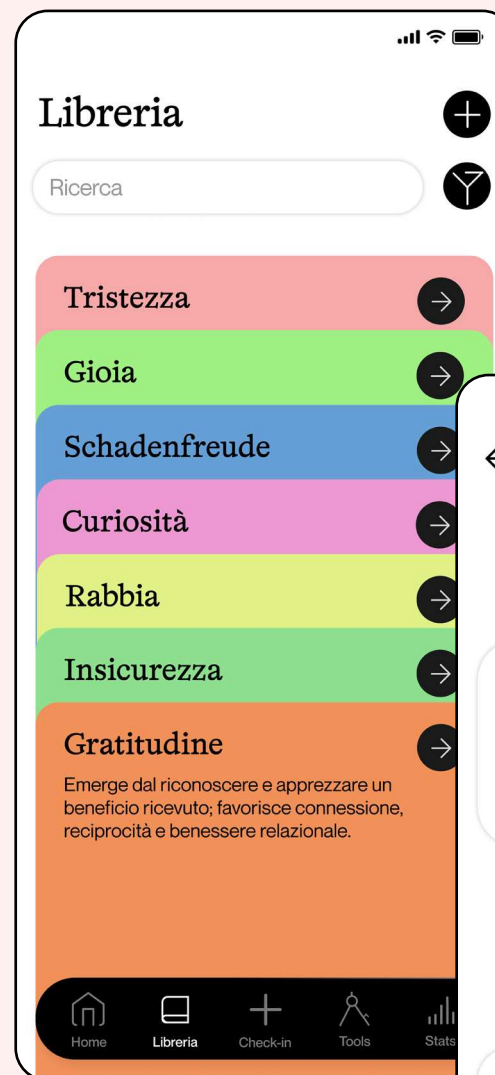 Libreria
Ricerca
Tristezza
Gioia
Schadenfreude
Curiosità
Rabbia
Insicurezza
Gratitudine
Emerge dal riconoscere e apprezzare un
beneficio ricevuto; favorisce connessione,
reciprocità e benessere relazionale.
Home Libreria Check-in Tools Stats